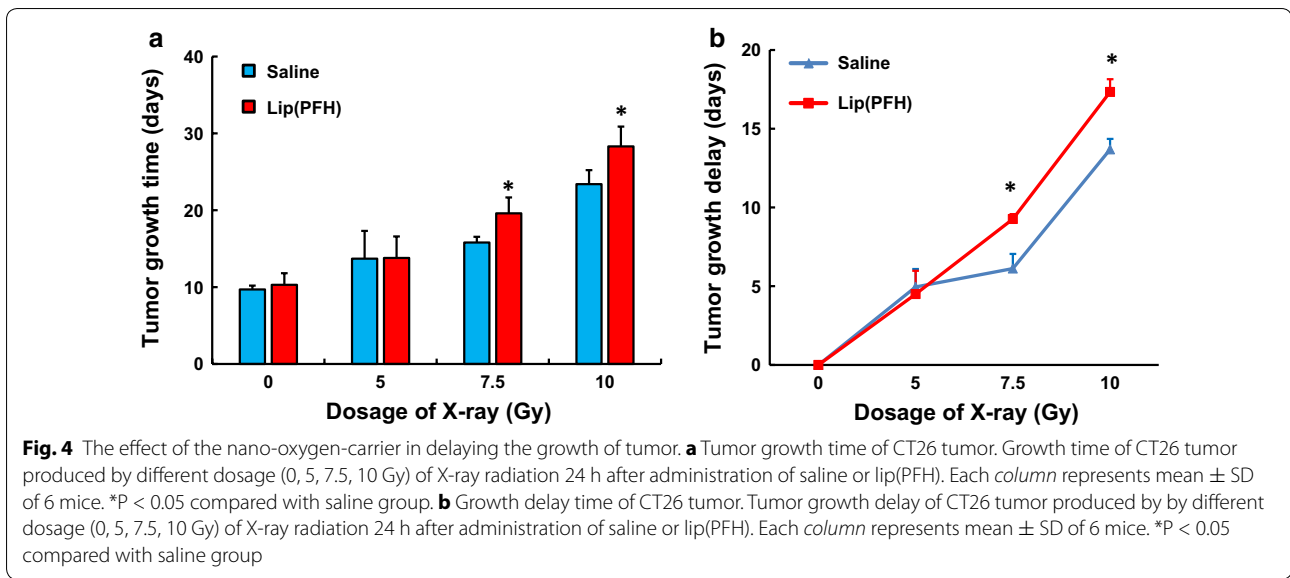 a
40
30
20
10
0
Tumor growth time (days)
Saline
Lip(PFH)
*
*
0 5 7.5 10
Dosage of X-ray (Gy)
b
20
15
10
5
0
Tumor growth delay (days)
Saline
Lip(PFH)
*
*
0 5 7.5 10
Dosage of X-ray (Gy)
Fig. 4 The effect of the nano-oxygen-carrier in delaying the growth of tumor. a Tumor growth time of CT26 tumor. Growth time of CT26 tumor
produced by different dosage (0, 5, 7.5, 10 Gy) of X-ray radiation 24 h after administration of saline or lip(PFH). Each column represents mean ± SD
of 6 mice. *P < 0.05 compared with saline group. b Growth delay time of CT26 tumor. Tumor growth delay of CT26 tumor produced by by different
dosage (0, 5, 7.5, 10 Gy) of X-ray radiation 24 h after administration of saline or lip(PFH). Each column represents mean ± SD of 6 mice. *P < 0.05
compared with saline group